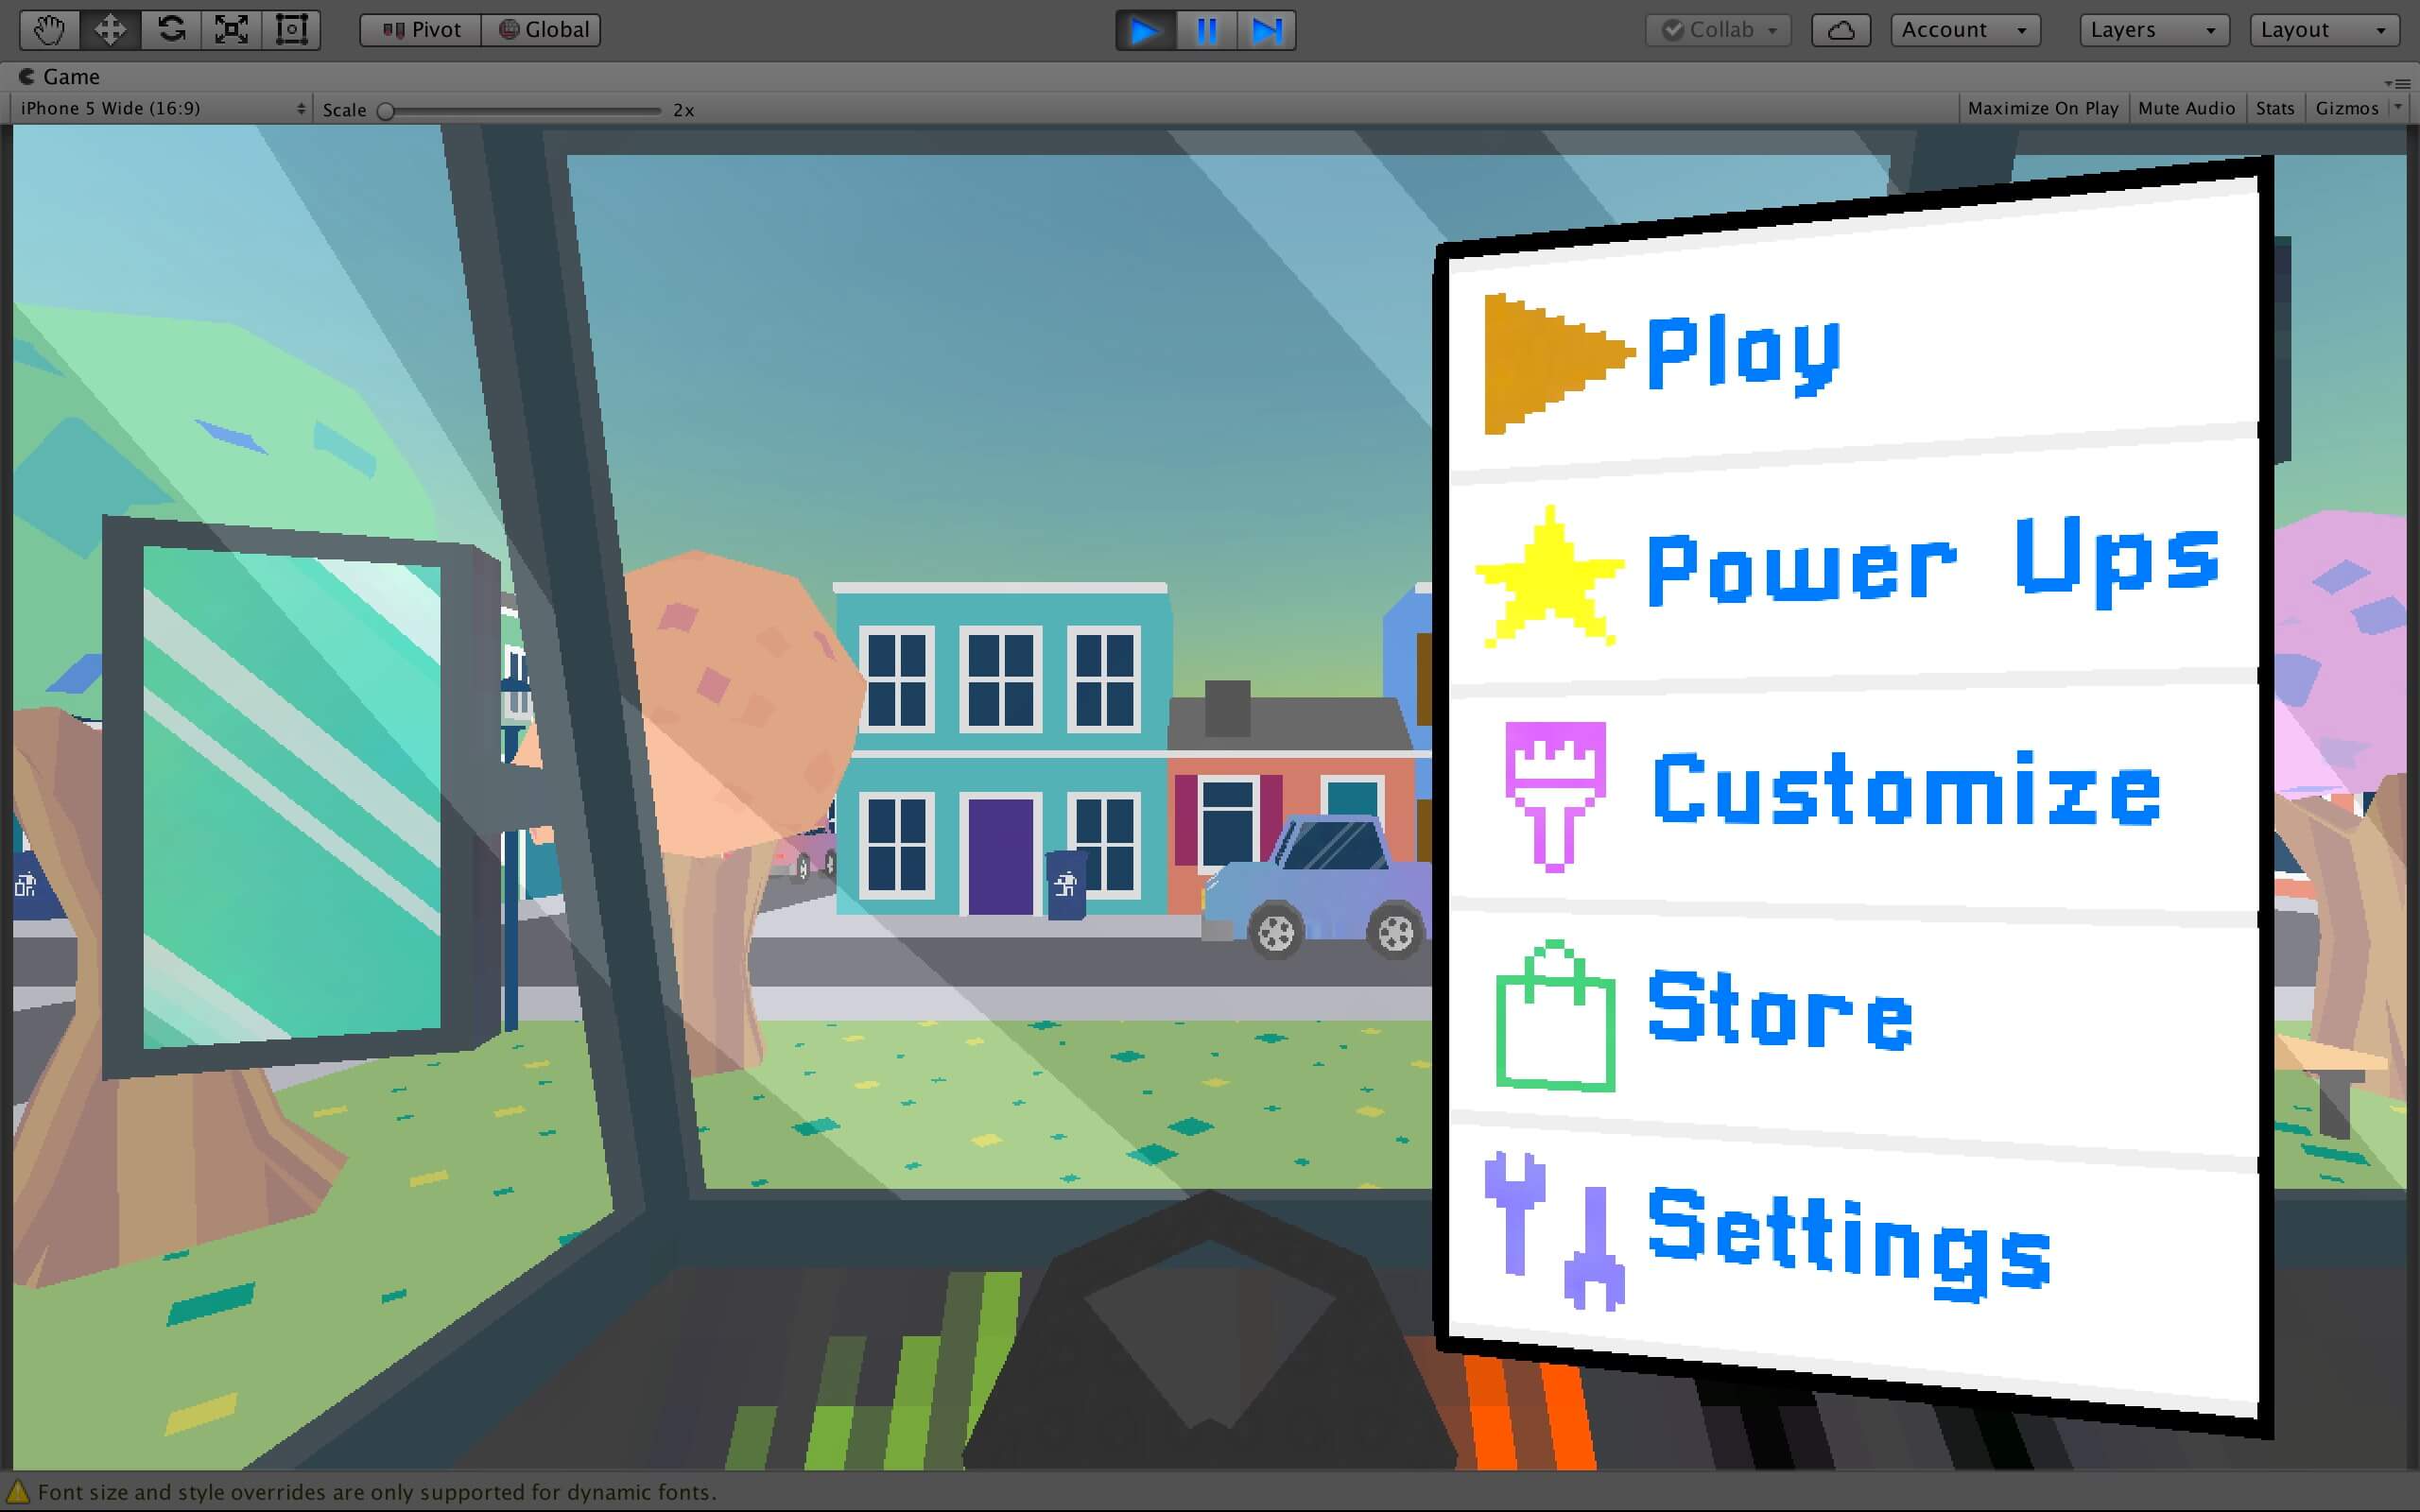 Pivot Global Collab Account Layers Layout
Game
iPhone 5 Wide (16:9) Scale 2x Maximize On Play Mute Audio Stats Gizmos
Play
Power Ups
Customize
Store
Settings
Font size and style overrides are only supported for dynamic fonts.